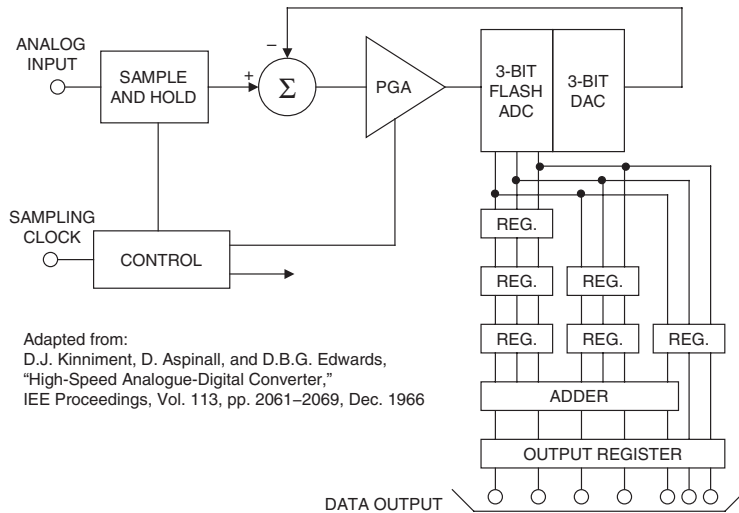 ANALOG
INPUT
SAMPLE
AND HOLD
−
+
Σ
PGA
3-BIT
FLASH
ADC
3-BIT
DAC
SAMPLING
CLOCK
CONTROL
REG.
REG.
REG.
REG.
REG.
REG.
ADDER
OUTPUT REGISTER
DATA OUTPUT
Adapted from:
D.J. Kinniment, D. Aspinall, and D.B.G. Edwards,
“High-Speed Analogue-Digital Converter,”
IEE Proceedings, Vol. 113, pp. 2061–2069, Dec. 1966